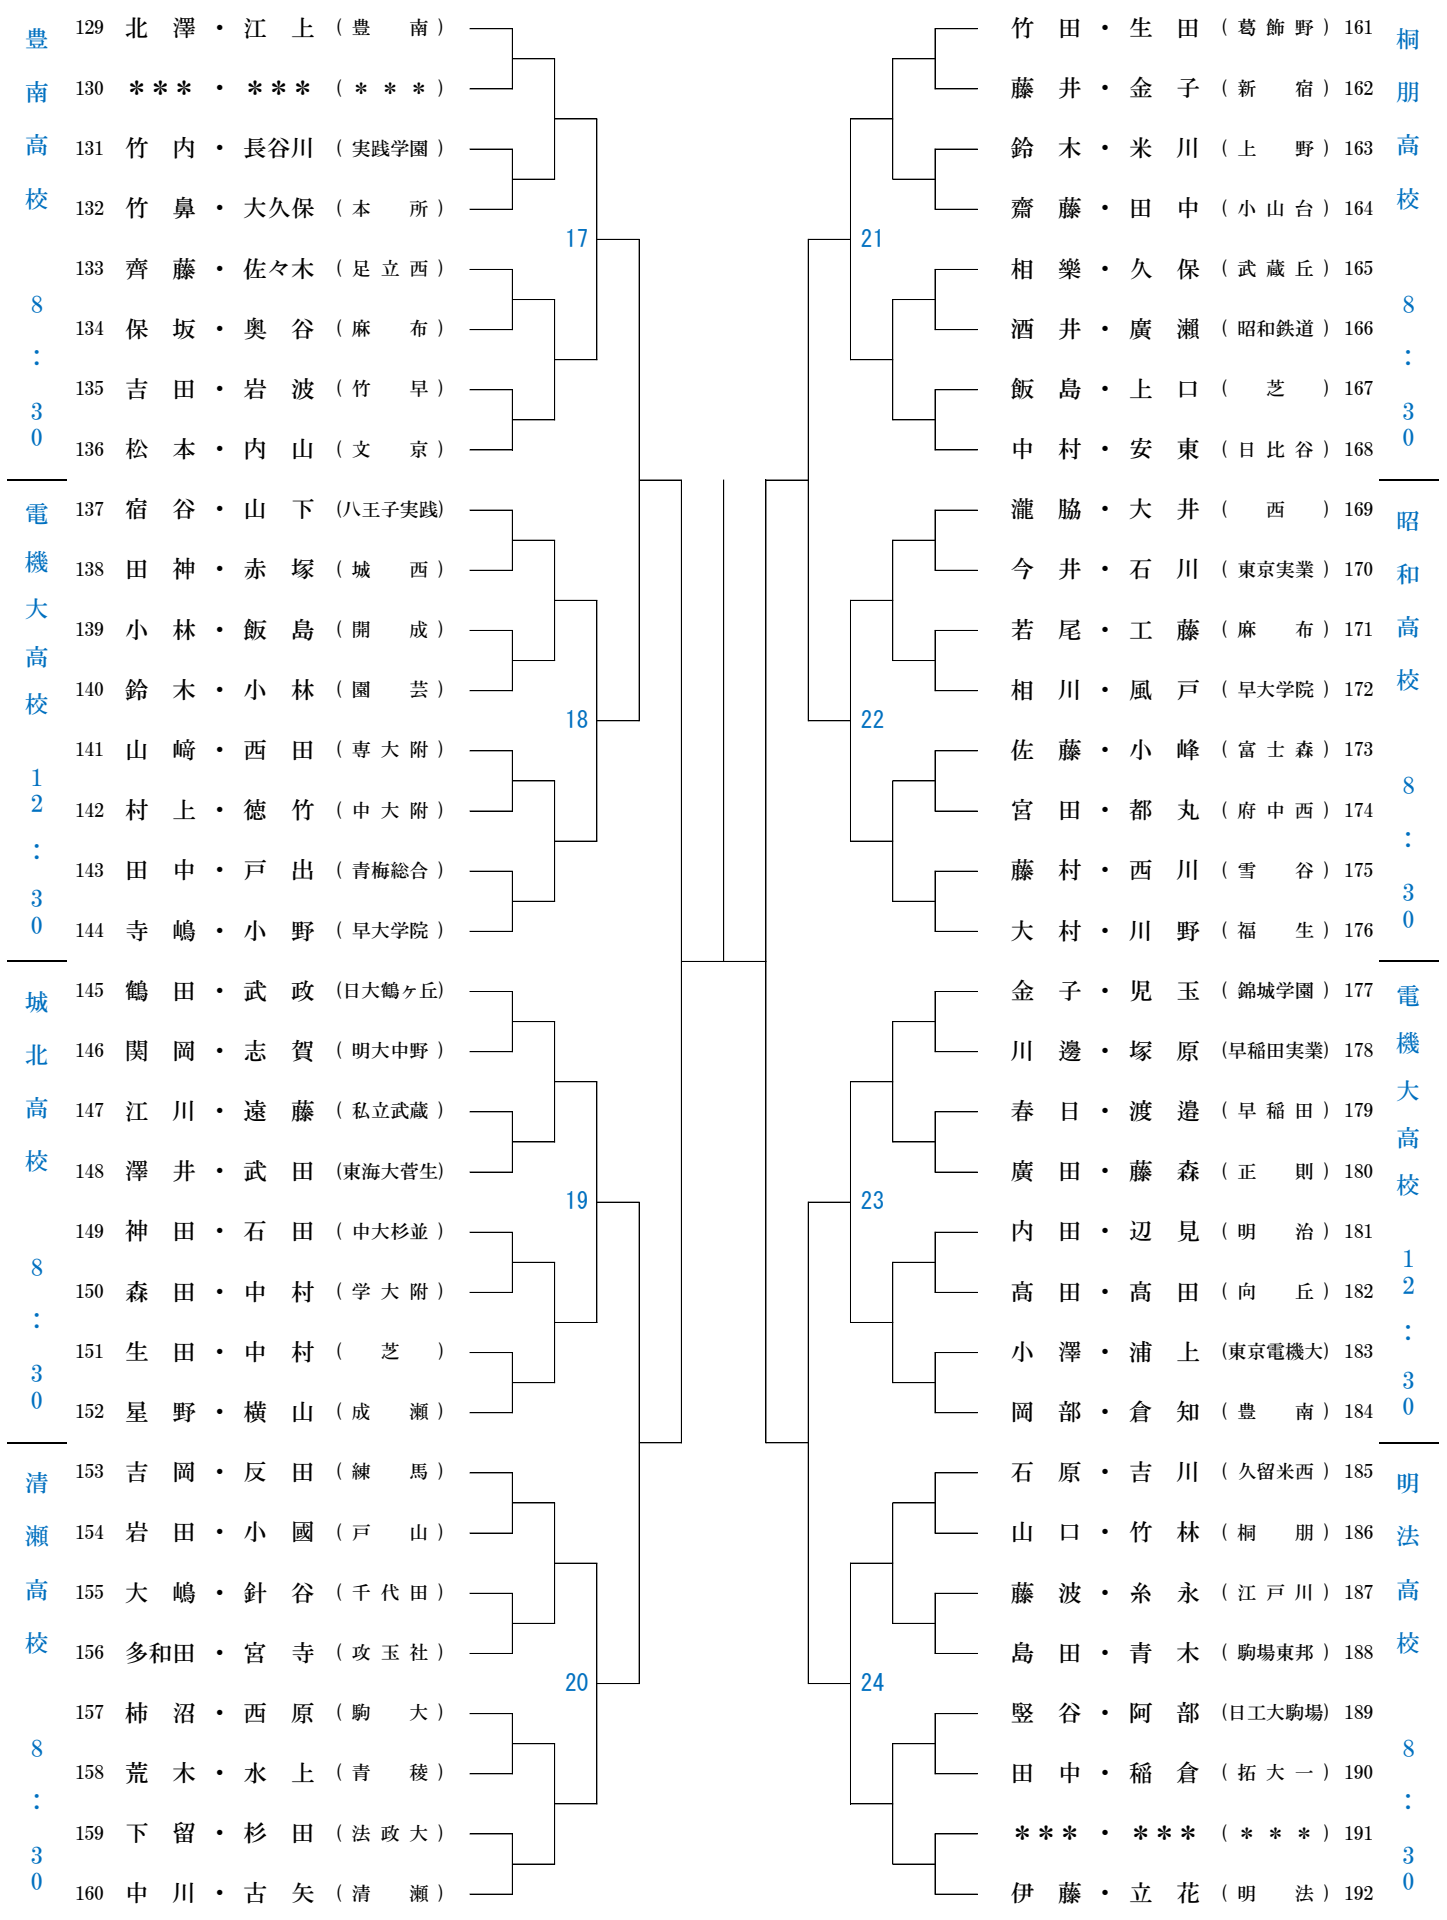 豊南高校 8:30
129 北澤・江上 (豊南)
130 ***・*** (***)
131 竹内・長谷川 (実践学園)
132 竹鼻・大久保 (本所)
17
133 齊藤・佐々木 (足立西)
134 保坂・奥谷 (麻布)
135 吉田・岩波 (竹早)
136 松本・内山 (文京)
電機大高校 12:30
137 宿谷・山下 (八王子実践)
138 田神・赤塚 (城西)
139 小林・飯島 (開成)
140 鈴木・小林 (園芸)
18
141 山﨑・西田 (専大附)
142 村上・徳竹 (中大附)
143 田中・戸出 (青梅総合)
144 寺嶋・小野 (早大学院)
城北高校 8:30
145 鶴田・武政 (日大鶴ヶ丘)
146 関岡・志賀 (明大中野)
147 江川・遠藤 (私立武蔵)
148 澤井・武田 (東海大菅生)
19
149 神田・石田 (中大杉並)
150 森田・中村 (学大附)
151 生田・中村 (芝)
152 星野・横山 (成瀬)
清瀬高校 8:30
153 吉岡・反田 (練馬)
154 岩田・小國 (戸山)
155 大嶋・針谷 (千代田)
156 多和田・宮寺 (攻玉社)
20
157 柿沼・西原 (駒大)
158 荒木・水上 (青稜)
159 下留・杉田 (法政大)
160 中川・古矢 (清瀬)
桐朋高校 8:30
竹田・生田 (葛飾野) 161
藤井・金子 (新宿) 162
鈴木・米川 (上野) 163
齋藤・田中 (小山台) 164
21
相樂・久保 (武蔵丘) 165
酒井・廣瀬 (昭和鉄道) 166
飯島・上口 (芝) 167
中村・安東 (日比谷) 168
昭和高校 8:30
瀧脇・大井 (西) 169
今井・石川 (東京実業) 170
若尾・工藤 (麻布) 171
相川・風戸 (早大学院) 172
22
佐藤・小峰 (富士森) 173
宮田・都丸 (府中西) 174
藤村・西川 (雪谷) 175
大村・川野 (福生) 176
電機大高校 12:30
金子・児玉 (錦城学園) 177
川邊・塚原 (早稲田実業) 178
春日・渡邉 (早稲田) 179
廣田・藤森 (正則) 180
23
内田・辺見 (明治) 181
高田・高田 (向丘) 182
小澤・浦上 (東京電機大) 183
岡部・倉知 (豊南) 184
明法高校 8:30
石原・吉川 (久留米西) 185
山口・竹林 (桐朋) 186
藤波・糸永 (江戸川) 187
島田・青木 (駒場東邦) 188
24
竪谷・阿部 (日工大駒場) 189
田中・稲倉 (拓大一) 190
***・*** (***) 191
伊藤・立花 (明法) 192